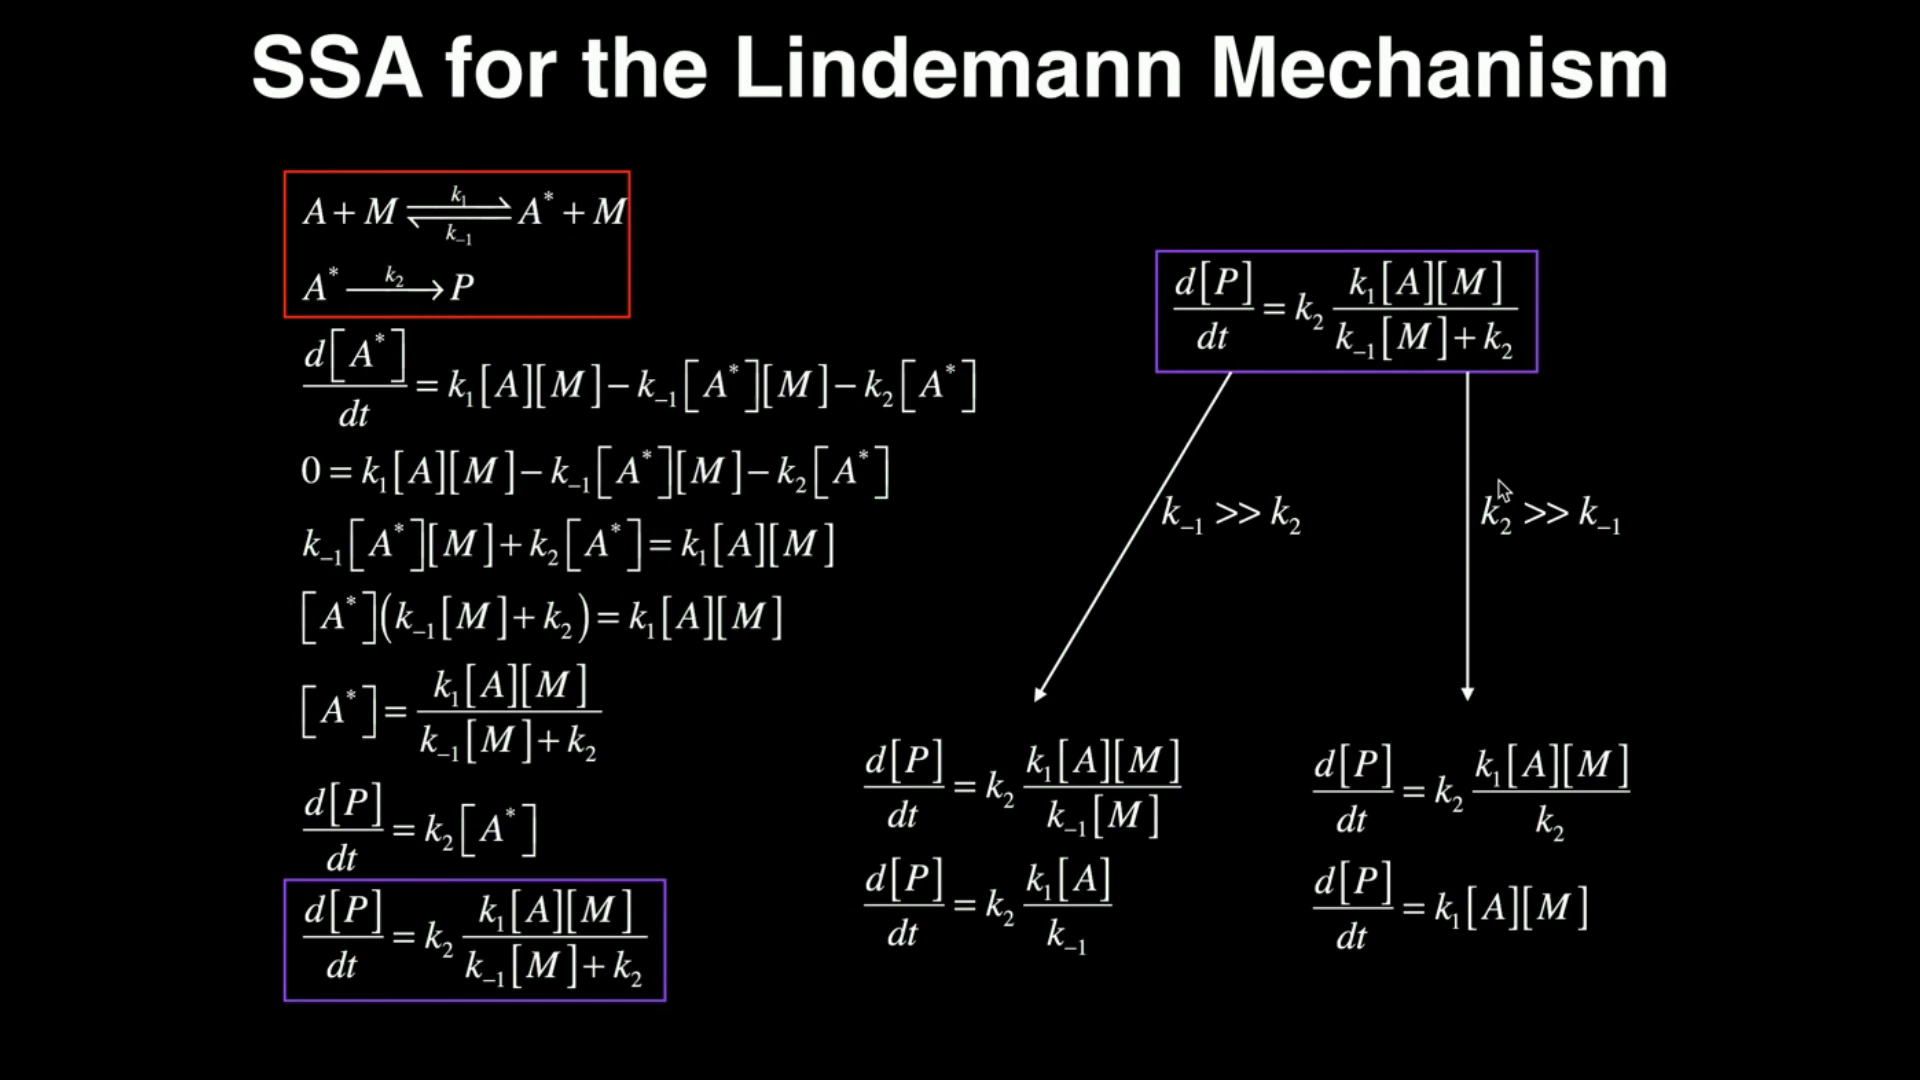 SSA for the Lindemann Mechanism
A + M ⇌ A* + M (k₁, k₋₁)
A* → P (k₂)
d[A*]/dt = k₁[A][M] − k₋₁[A*][M] − k₂[A*]
0 = k₁[A][M] − k₋₁[A*][M] − k₂[A*]
k₋₁[A*][M] + k₂[A*] = k₁[A][M]
[A*](k₋₁[M] + k₂) = k₁[A][M]
[A*] = k₁[A][M] / (k₋₁[M] + k₂)
d[P]/dt = k₂[A*]
d[P]/dt = k₂ k₁[A][M] / (k₋₁[M] + k₂)
d[P]/dt = k₂ k₁[A][M] / (k₋₁[M] + k₂)
k₋₁ >> k₂
d[P]/dt = k₂ k₁[A][M] / k₋₁[M]
d[P]/dt = k₂ k₁[A] / k₋₁
k₂ >> k₋₁
d[P]/dt = k₂ k₁[A][M] / k₂
d[P]/dt = k₁[A][M]